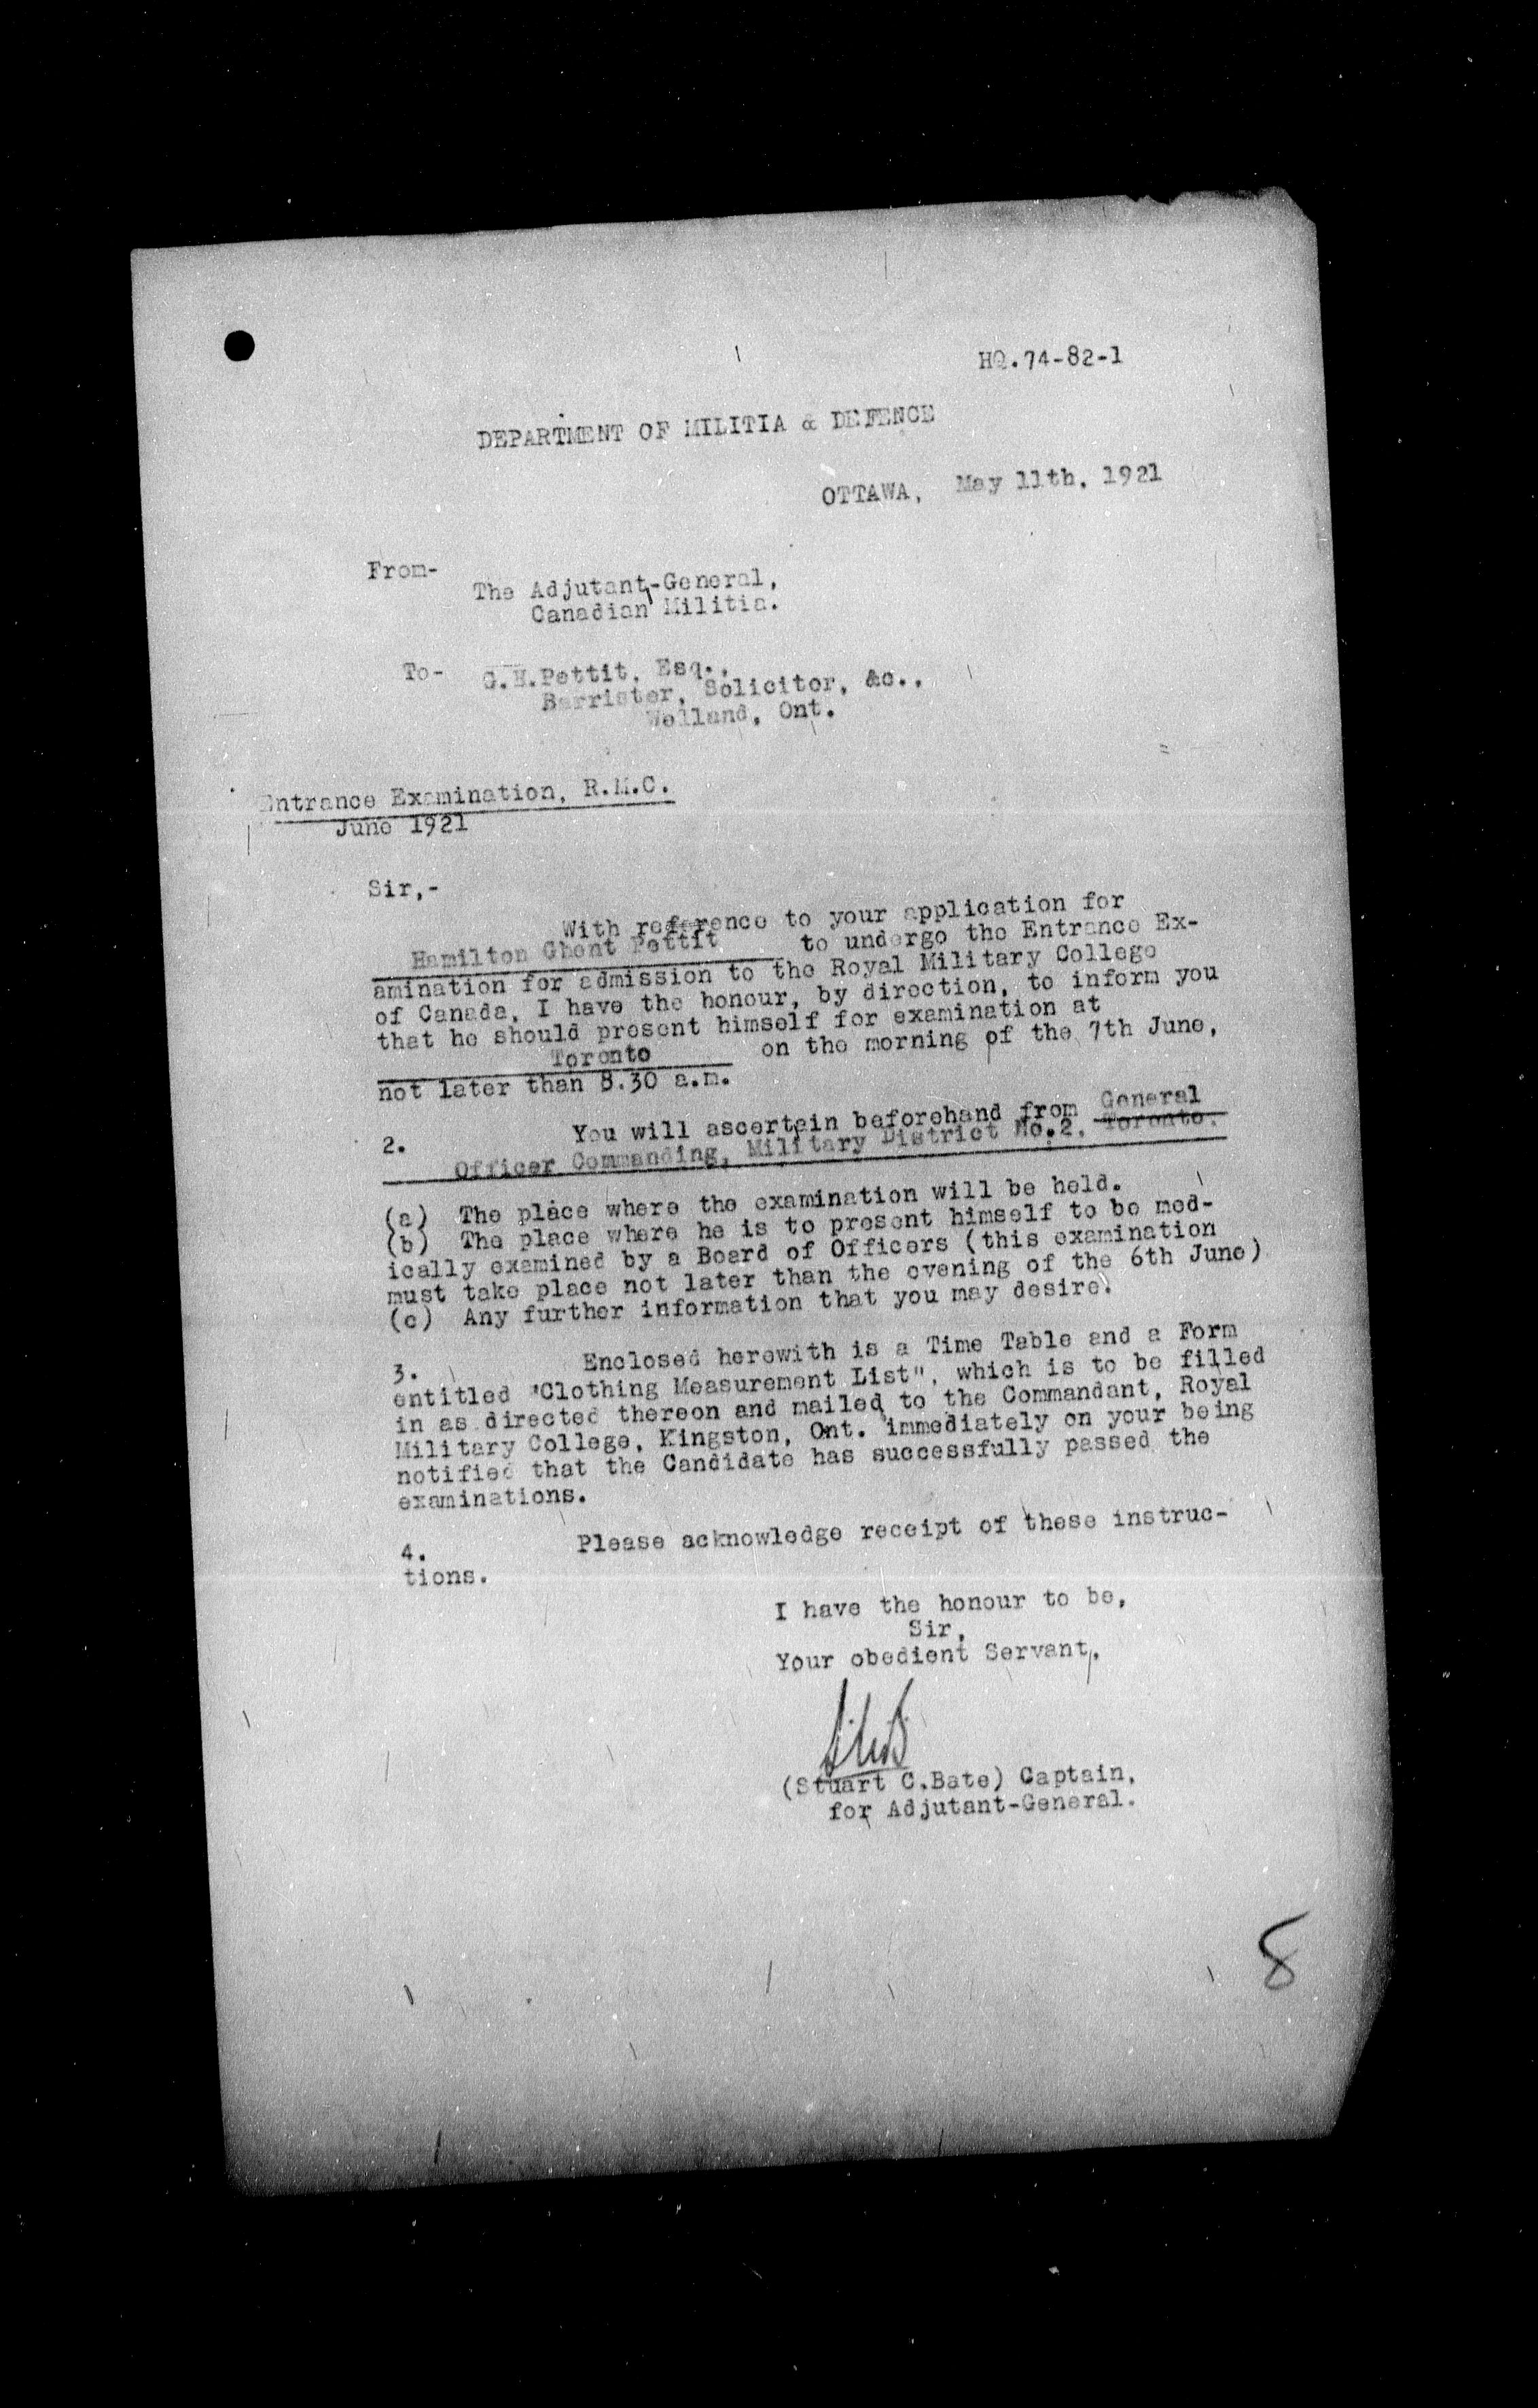 HQ.74-82-1
DEPARTMENT OF MILITIA & DEFENCE
OTTAWA, May 11th, 1921
From-
The Adjutant-General,
Canadian Militia.
To- G.H.Pettit, Esq.,
Barrister, Solicitor, &c.,
Welland, Ont.
Entrance Examination, R.M.C.
June 1921
Sir,-
With reference to your application for
Hamilton Ghent Pettit to undergo the Entrance Ex-
amination for admission to the Royal Military College
of Canada, I have the honour, by direction, to inform you
that he should present himself for examination at
Toronto on the morning of the 7th June,
not later than 8.30 a.m.
2. You will ascertain beforehand from General
Officer Commanding, Military District No.2, Toronto.
(a) The place where the examination will be held.
(b) The place where he is to present himself to be med-
ically examined by a Board of Officers (this examination
must take place not later than the evening of the 6th June)
(c) Any further information that you may desire.
3. Enclosed herewith is a Time Table and a Form
entitled "Clothing Measurement List", which is to be filled
in as directed thereon and mailed to the Commandant, Royal
Military College, Kingston, Ont. immediately on your being
notified that the Candidate has successfully passed the
examinations.
4. Please acknowledge receipt of these instruc-
tions.
I have the honour to be,
Sir,
Your obedient Servant,
(Stuart C.Bate) Captain,
for Adjutant-General.
8